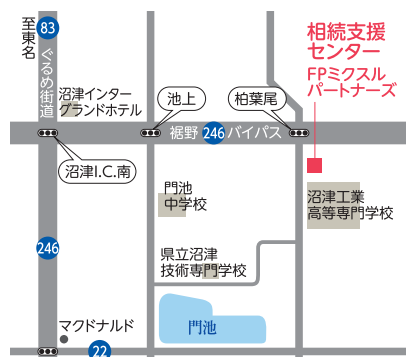 至東名
83
ぐるめ街道
沼津インター
グランドホテル
池上
柏葉尾
相続支援
センター
FPミクスル
パートナーズ
裾野 246 バイパス
沼津I.C.南
門池
中学校
沼津工業
高等専門学校
246
県立沼津
技術専門学校
マクドナルド
門池
22